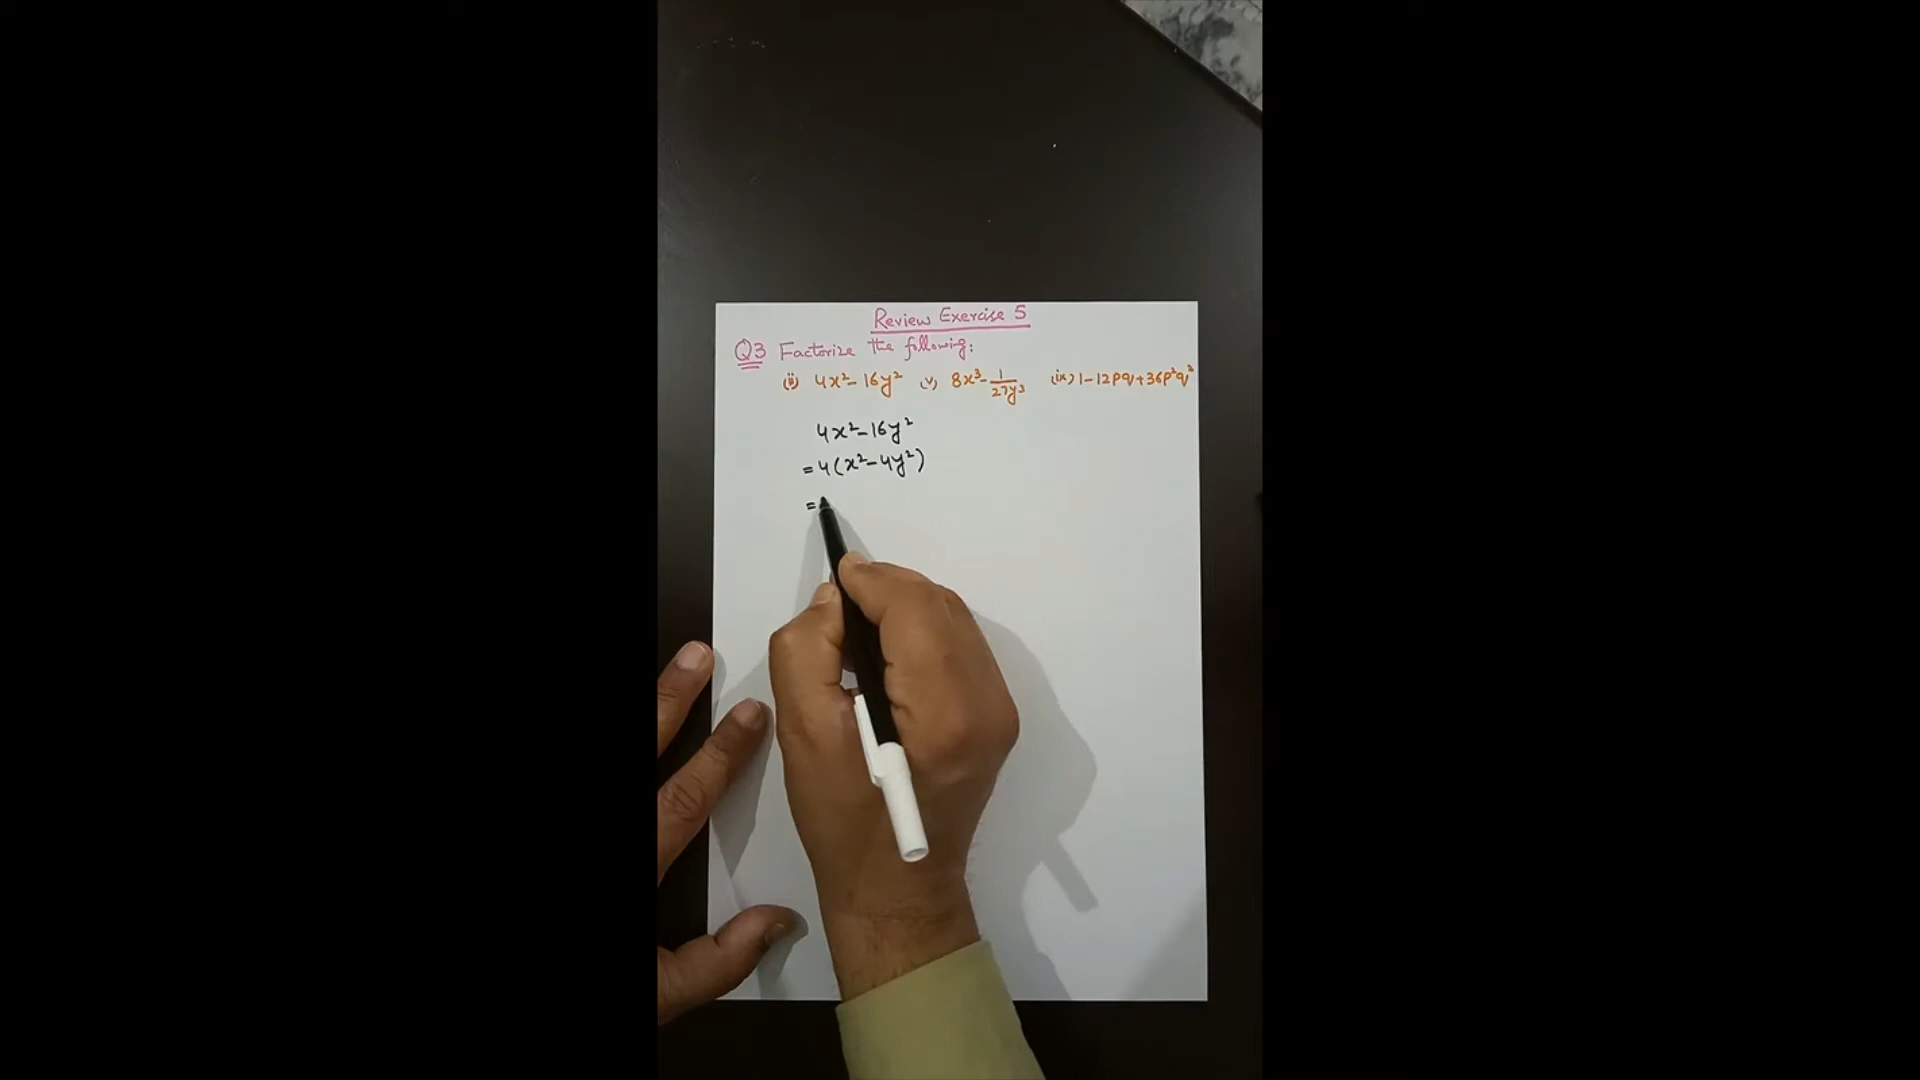 Review Exercise 5
Q3 Factorize the following:
(ii) 4x²-16y² (v) 8x³-1/27y³ (ix) 1-12pq+36p²q²
4x²-16y²
=4(x²-4y²)
=